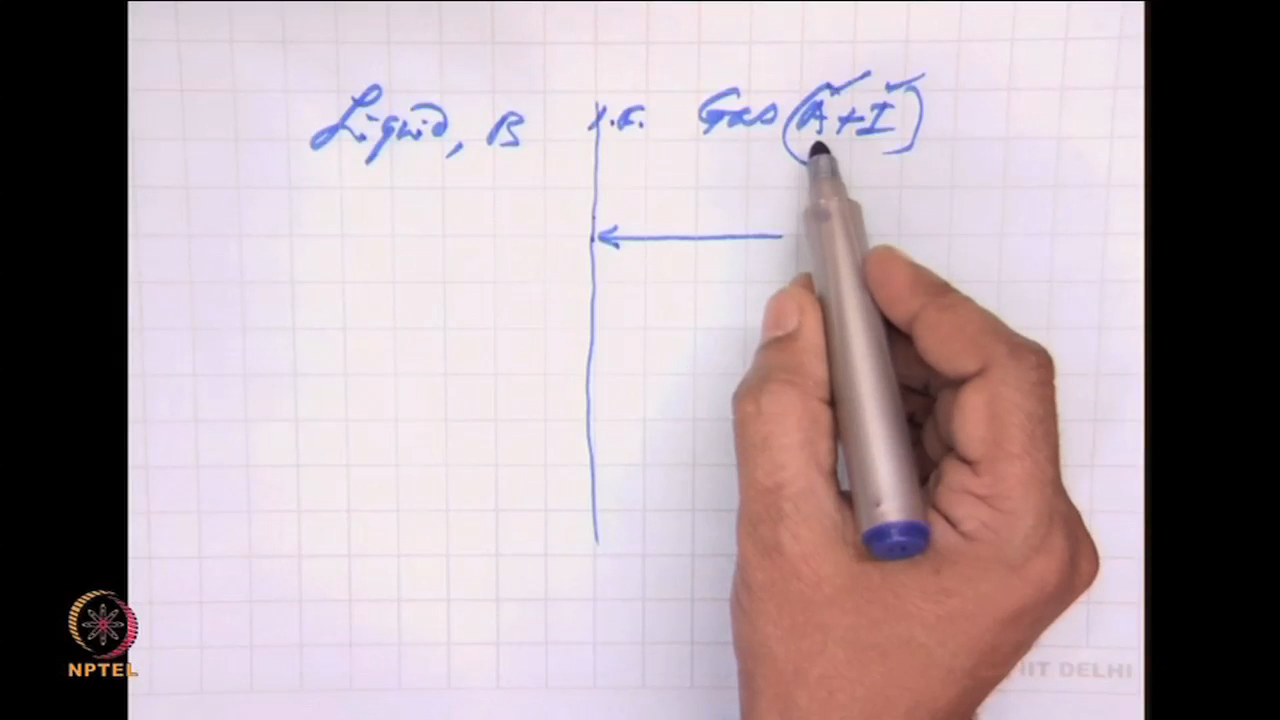 Liquid, B I.F. Gas (A + I)
NPTEL
IIT DELHI